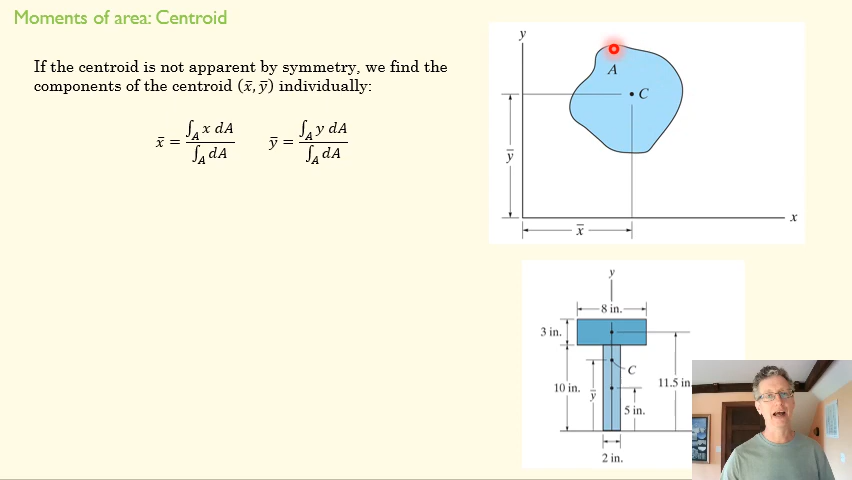 Moments of area: Centroid
If the centroid is not apparent by symmetry, we find the
components of the centroid (x̄, ȳ) individually:
x̄ = ∫_A x dA / ∫_A dA    ȳ = ∫_A y dA / ∫_A dA
y
A
C
ȳ
x
x̄
y
8 in.
3 in.
C
10 in.
ȳ
11.5 in.
5 in.
2 in.